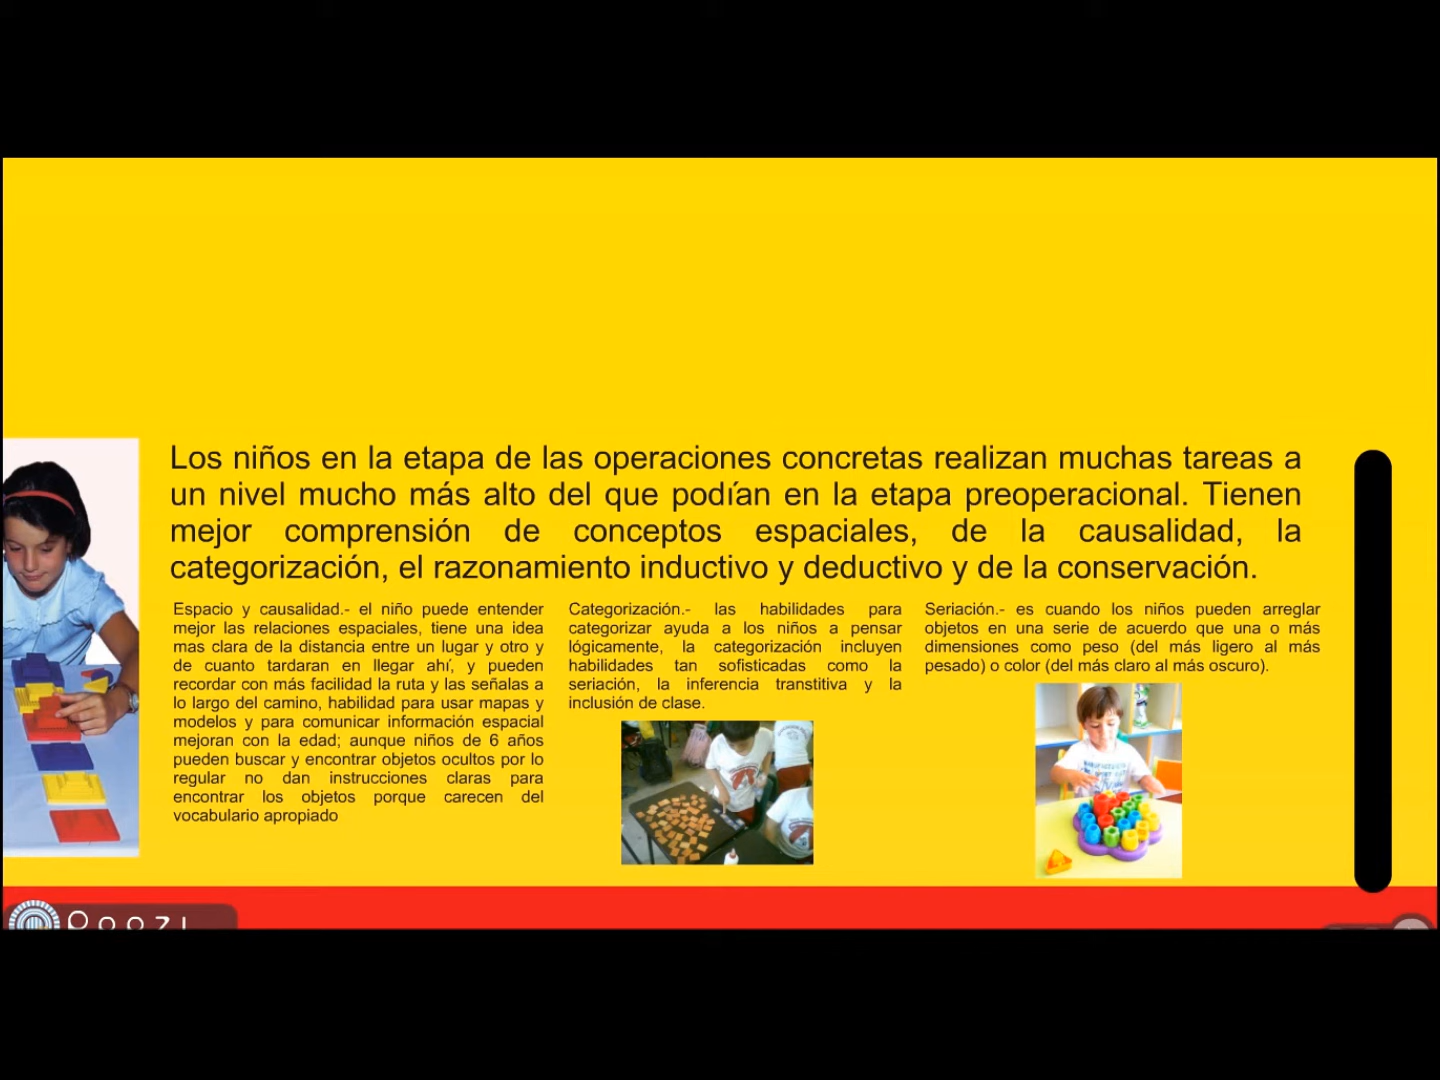 Los niños en la etapa de las operaciones concretas realizan muchas tareas a
un nivel mucho más alto del que podían en la etapa preoperacional. Tienen
mejor comprensión de conceptos espaciales, de la causalidad, la
categorización, el razonamiento inductivo y deductivo y de la conservación.
Espacio y causalidad.- el niño puede entender
mejor las relaciones espaciales, tiene una idea
mas clara de la distancia entre un lugar y otro y
de cuanto tardaran en llegar ahí, y pueden
recordar con más facilidad la ruta y las señalas a
lo largo del camino, habilidad para usar mapas y
modelos y para comunicar información espacial
mejoran con la edad; aunque niños de 6 años
pueden buscar y encontrar objetos ocultos por lo
regular no dan instrucciones claras para
encontrar los objetos porque carecen del
vocabulario apropiado
Categorización.- las habilidades para
categorizar ayuda a los niños a pensar
lógicamente, la categorización incluyen
habilidades tan sofisticadas como la
seriación, la inferencia transtitiva y la
inclusión de clase.
Seriación.- es cuando los niños pueden arreglar
objetos en una serie de acuerdo que una o más
dimensiones como peso (del más ligero al más
pesado) o color (del más claro al más oscuro).